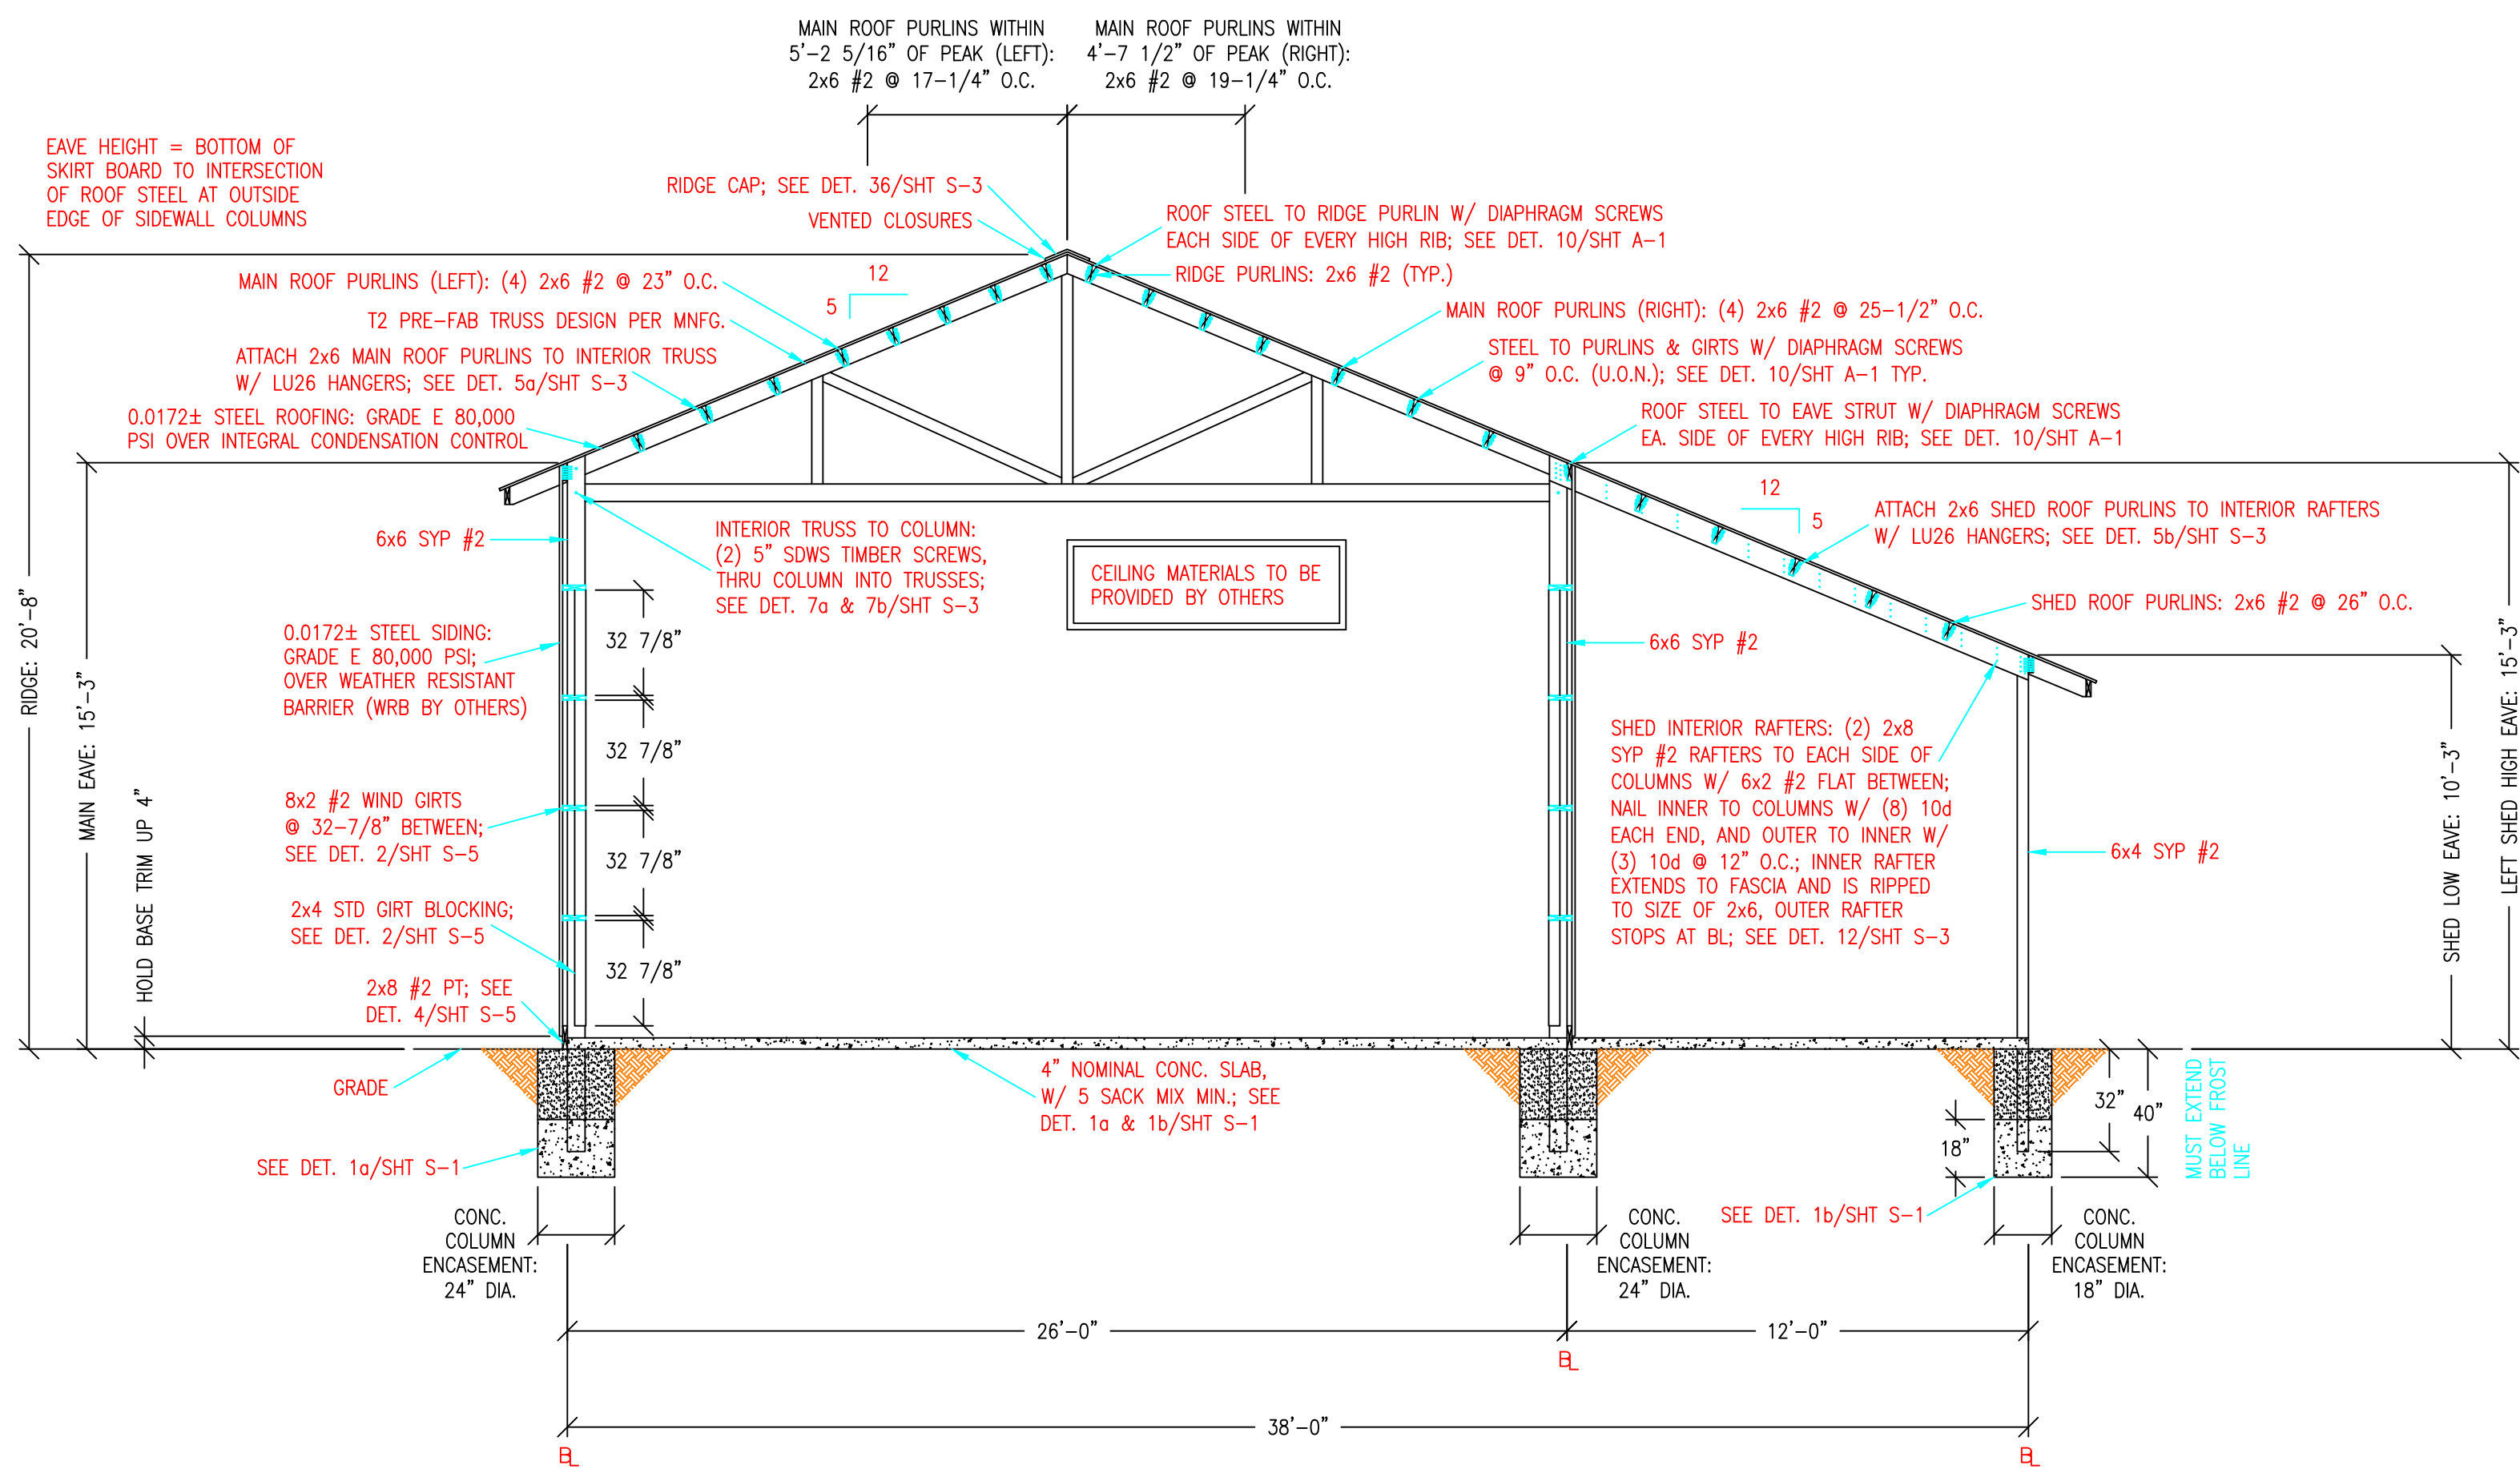 MAIN ROOF PURLINS WITHIN
5'-2 5/16" OF PEAK (LEFT):
2x6 #2 @ 17-1/4" O.C.
MAIN ROOF PURLINS WITHIN
4'-7 1/2" OF PEAK (RIGHT):
2x6 #2 @ 19-1/4" O.C.
EAVE HEIGHT = BOTTOM OF
SKIRT BOARD TO INTERSECTION
OF ROOF STEEL AT OUTSIDE
EDGE OF SIDEWALL COLUMNS
RIDGE CAP; SEE DET. 36/SHT S-3
VENTED CLOSURES
ROOF STEEL TO RIDGE PURLIN W/ DIAPHRAGM SCREWS
EACH SIDE OF EVERY HIGH RIB; SEE DET. 10/SHT A-1
RIDGE PURLINS: 2x6 #2 (TYP.)
12
5
MAIN ROOF PURLINS (LEFT): (4) 2x6 #2 @ 23" O.C.
T2 PRE-FAB TRUSS DESIGN PER MNFG.
ATTACH 2x6 MAIN ROOF PURLINS TO INTERIOR TRUSS
W/ LU26 HANGERS; SEE DET. 5a/SHT S-3
0.0172± STEEL ROOFING: GRADE E 80,000
PSI OVER INTEGRAL CONDENSATION CONTROL
MAIN ROOF PURLINS (RIGHT): (4) 2x6 #2 @ 25-1/2" O.C.
STEEL TO PURLINS & GIRTS W/ DIAPHRAGM SCREWS
@ 9" O.C. (U.O.N.); SEE DET. 10/SHT A-1 TYP.
ROOF STEEL TO EAVE STRUT W/ DIAPHRAGM SCREWS
EA. SIDE OF EVERY HIGH RIB; SEE DET. 10/SHT A-1
12
5
ATTACH 2x6 SHED ROOF PURLINS TO INTERIOR RAFTERS
W/ LU26 HANGERS; SEE DET. 5b/SHT S-3
SHED ROOF PURLINS: 2x6 #2 @ 26" O.C.
6x6 SYP #2
INTERIOR TRUSS TO COLUMN:
(2) 5" SDWS TIMBER SCREWS,
THRU COLUMN INTO TRUSSES;
SEE DET. 7a & 7b/SHT S-3
CEILING MATERIALS TO BE
PROVIDED BY OTHERS
6x6 SYP #2
0.0172± STEEL SIDING:
GRADE E 80,000 PSI;
OVER WEATHER RESISTANT
BARRIER (WRB BY OTHERS)
32 7/8"
32 7/8"
32 7/8"
32 7/8"
8x2 #2 WIND GIRTS
@ 32-7/8" BETWEEN;
SEE DET. 2/SHT S-5
2x4 STD GIRT BLOCKING;
SEE DET. 2/SHT S-5
2x8 #2 PT; SEE
DET. 4/SHT S-5
SHED INTERIOR RAFTERS: (2) 2x8
SYP #2 RAFTERS TO EACH SIDE OF
COLUMNS W/ 6x2 #2 FLAT BETWEEN;
NAIL INNER TO COLUMNS W/ (8) 10d
EACH END, AND OUTER TO INNER W/
(3) 10d @ 12" O.C.; INNER RAFTER
EXTENDS TO FASCIA AND IS RIPPED
TO SIZE OF 2x6, OUTER RAFTER
STOPS AT BL; SEE DET. 12/SHT S-3
6x4 SYP #2
RIDGE: 20'-8"
MAIN EAVE: 15'-3"
HOLD BASE TRIM UP 4"
SHED LOW EAVE: 10'-3"
LEFT SHED HIGH EAVE: 15'-3"
GRADE
4" NOMINAL CONC. SLAB,
W/ 5 SACK MIX MIN.; SEE
DET. 1a & 1b/SHT S-1
SEE DET. 1a/SHT S-1
18"
32"
40"
MUST EXTEND
BELOW FROST
LINE
SEE DET. 1b/SHT S-1
CONC.
COLUMN
ENCASEMENT:
24" DIA.
CONC.
COLUMN
ENCASEMENT:
24" DIA.
CONC.
COLUMN
ENCASEMENT:
18" DIA.
26'-0"
12'-0"
BL
38'-0"
BL
BL